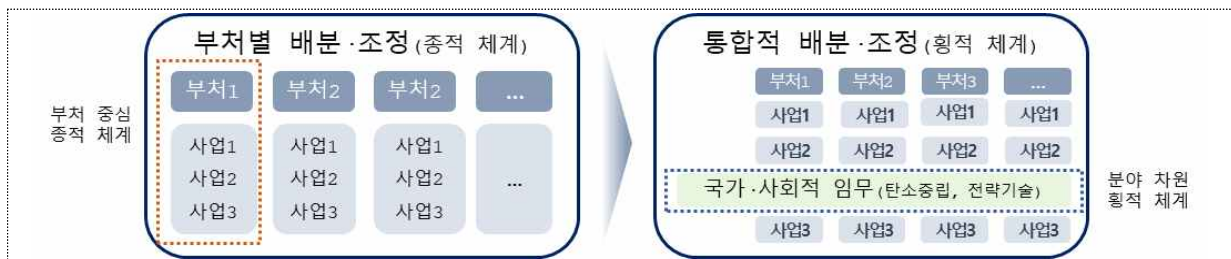 부처별 배분·조정(종적 체계)
부처 중심
종적 체계
부처1 부처2 부처2 ...
사업1 사업1 사업1
사업2 사업2 사업2 ...
사업3 사업3 사업3
통합적 배분·조정(횡적 체계)
부처1 부처2 부처3 ...
사업1 사업1 사업1 사업1
사업2 사업2 사업2 사업2
국가·사회적 임무(탄소중립, 전략기술)
사업3 사업3 사업3 사업3
분야 차원
횡적 체계